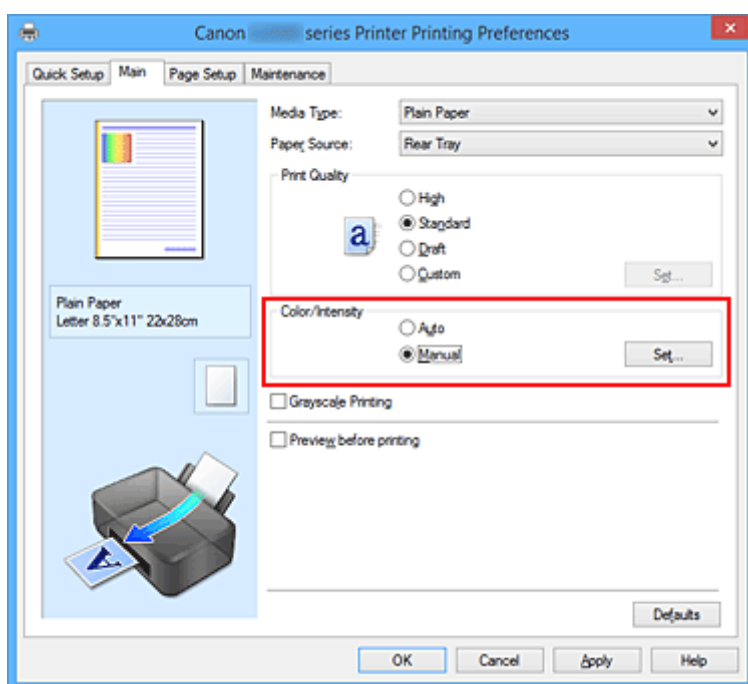 Canon series Printer Printing Preferences
Quick Setup Main Page Setup Maintenance
Media Type: Plain Paper
Paper Source: Rear Tray
Print Quality
High
Standard
a
Draft
Custom Set...
Plain Paper
Letter 8.5"x11" 22x28cm
Color/Intensity
Auto
Manual Set...
Grayscale Printing
Preview before printing
A
Defaults
OK Cancel Apply Help